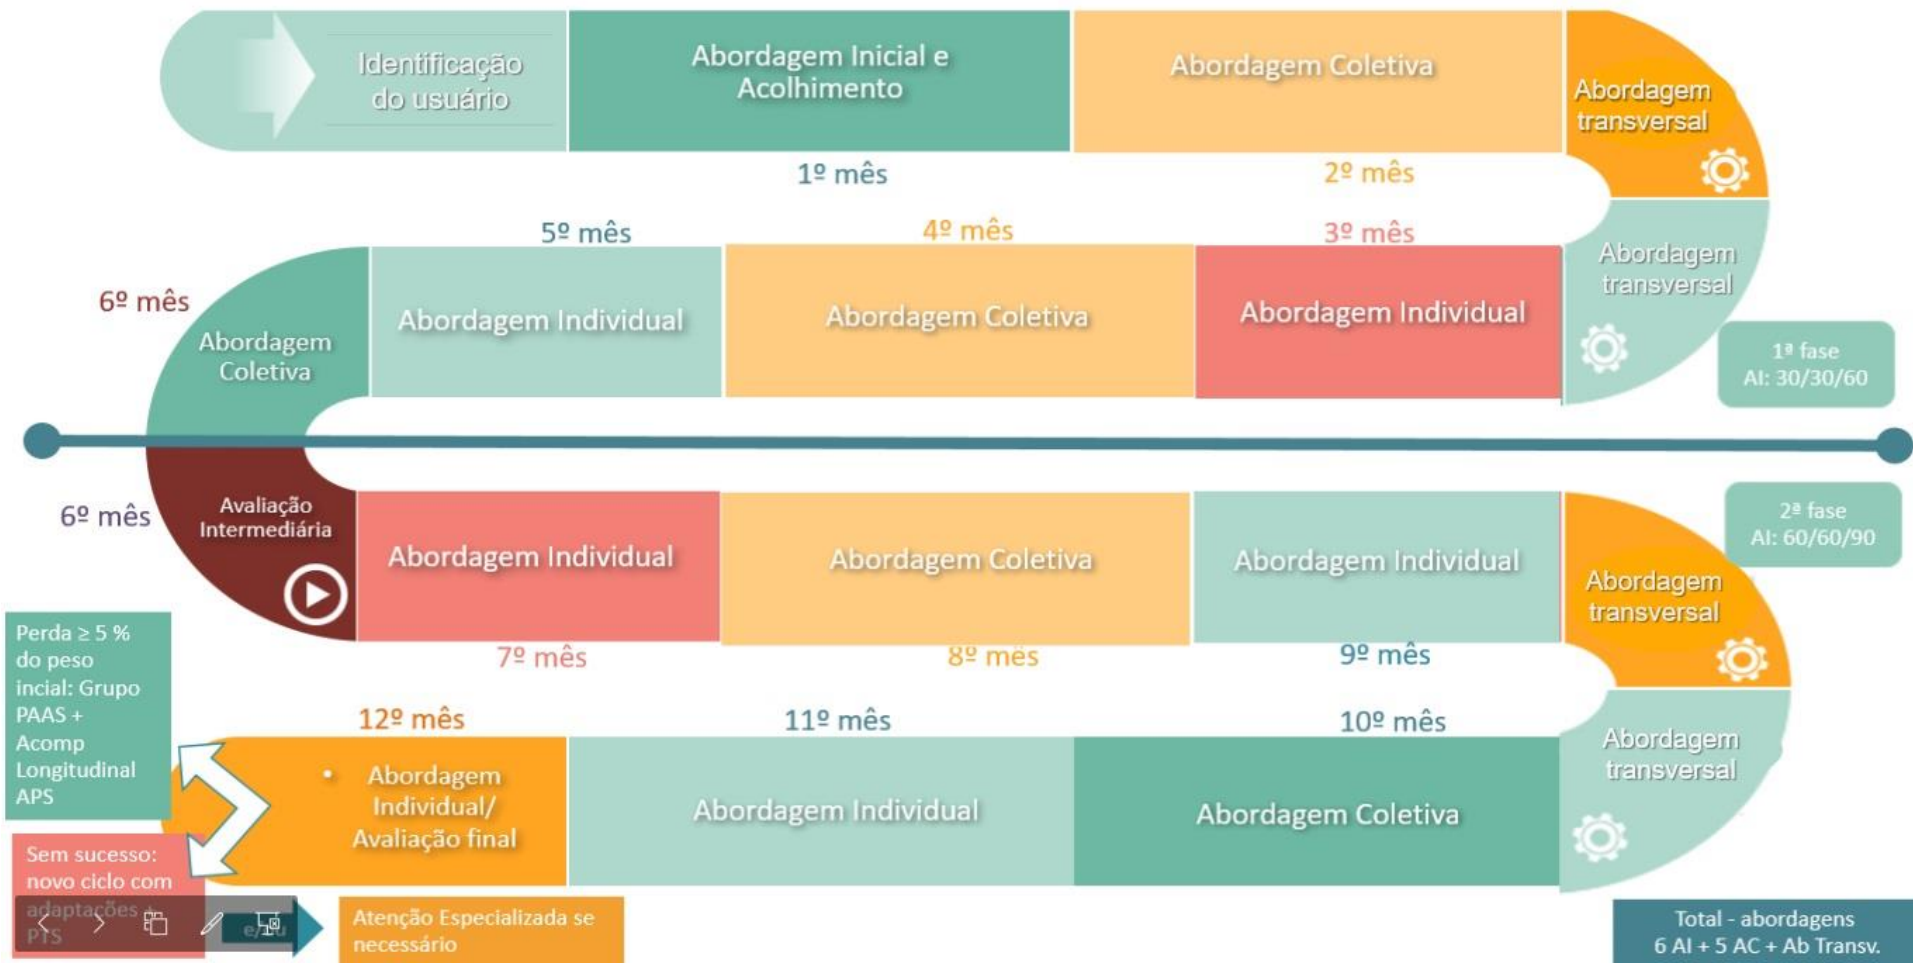 Identificação
do usuário
Abordagem Inicial e
Acolhimento
Abordagem Coletiva
Abordagem
transversal
1º mês
2º mês
5º mês
4º mês
3º mês
Abordagem
transversal
6º mês
Abordagem
Coletiva
Abordagem Individual
Abordagem Coletiva
Abordagem Individual
1ª fase
AI: 30/30/60
6º mês
Avaliação
Intermediária
Abordagem Individual
Abordagem Coletiva
Abordagem Individual
Abordagem
transversal
2ª fase
AI: 60/60/90
7º mês
8º mês
9º mês
Perda ≥ 5 %
do peso
incial: Grupo
PAAS +
Acomp
Longitudinal
APS
12º mês
11º mês
10º mês
Abordagem
transversal
• Abordagem
Individual/
Avaliação final
Abordagem Individual
Abordagem Coletiva
Sem sucesso:
novo ciclo com
adaptações +
PTS
e/ou
Atenção Especializada se
necessário
Total - abordagens
6 AI + 5 AC + Ab Transv.